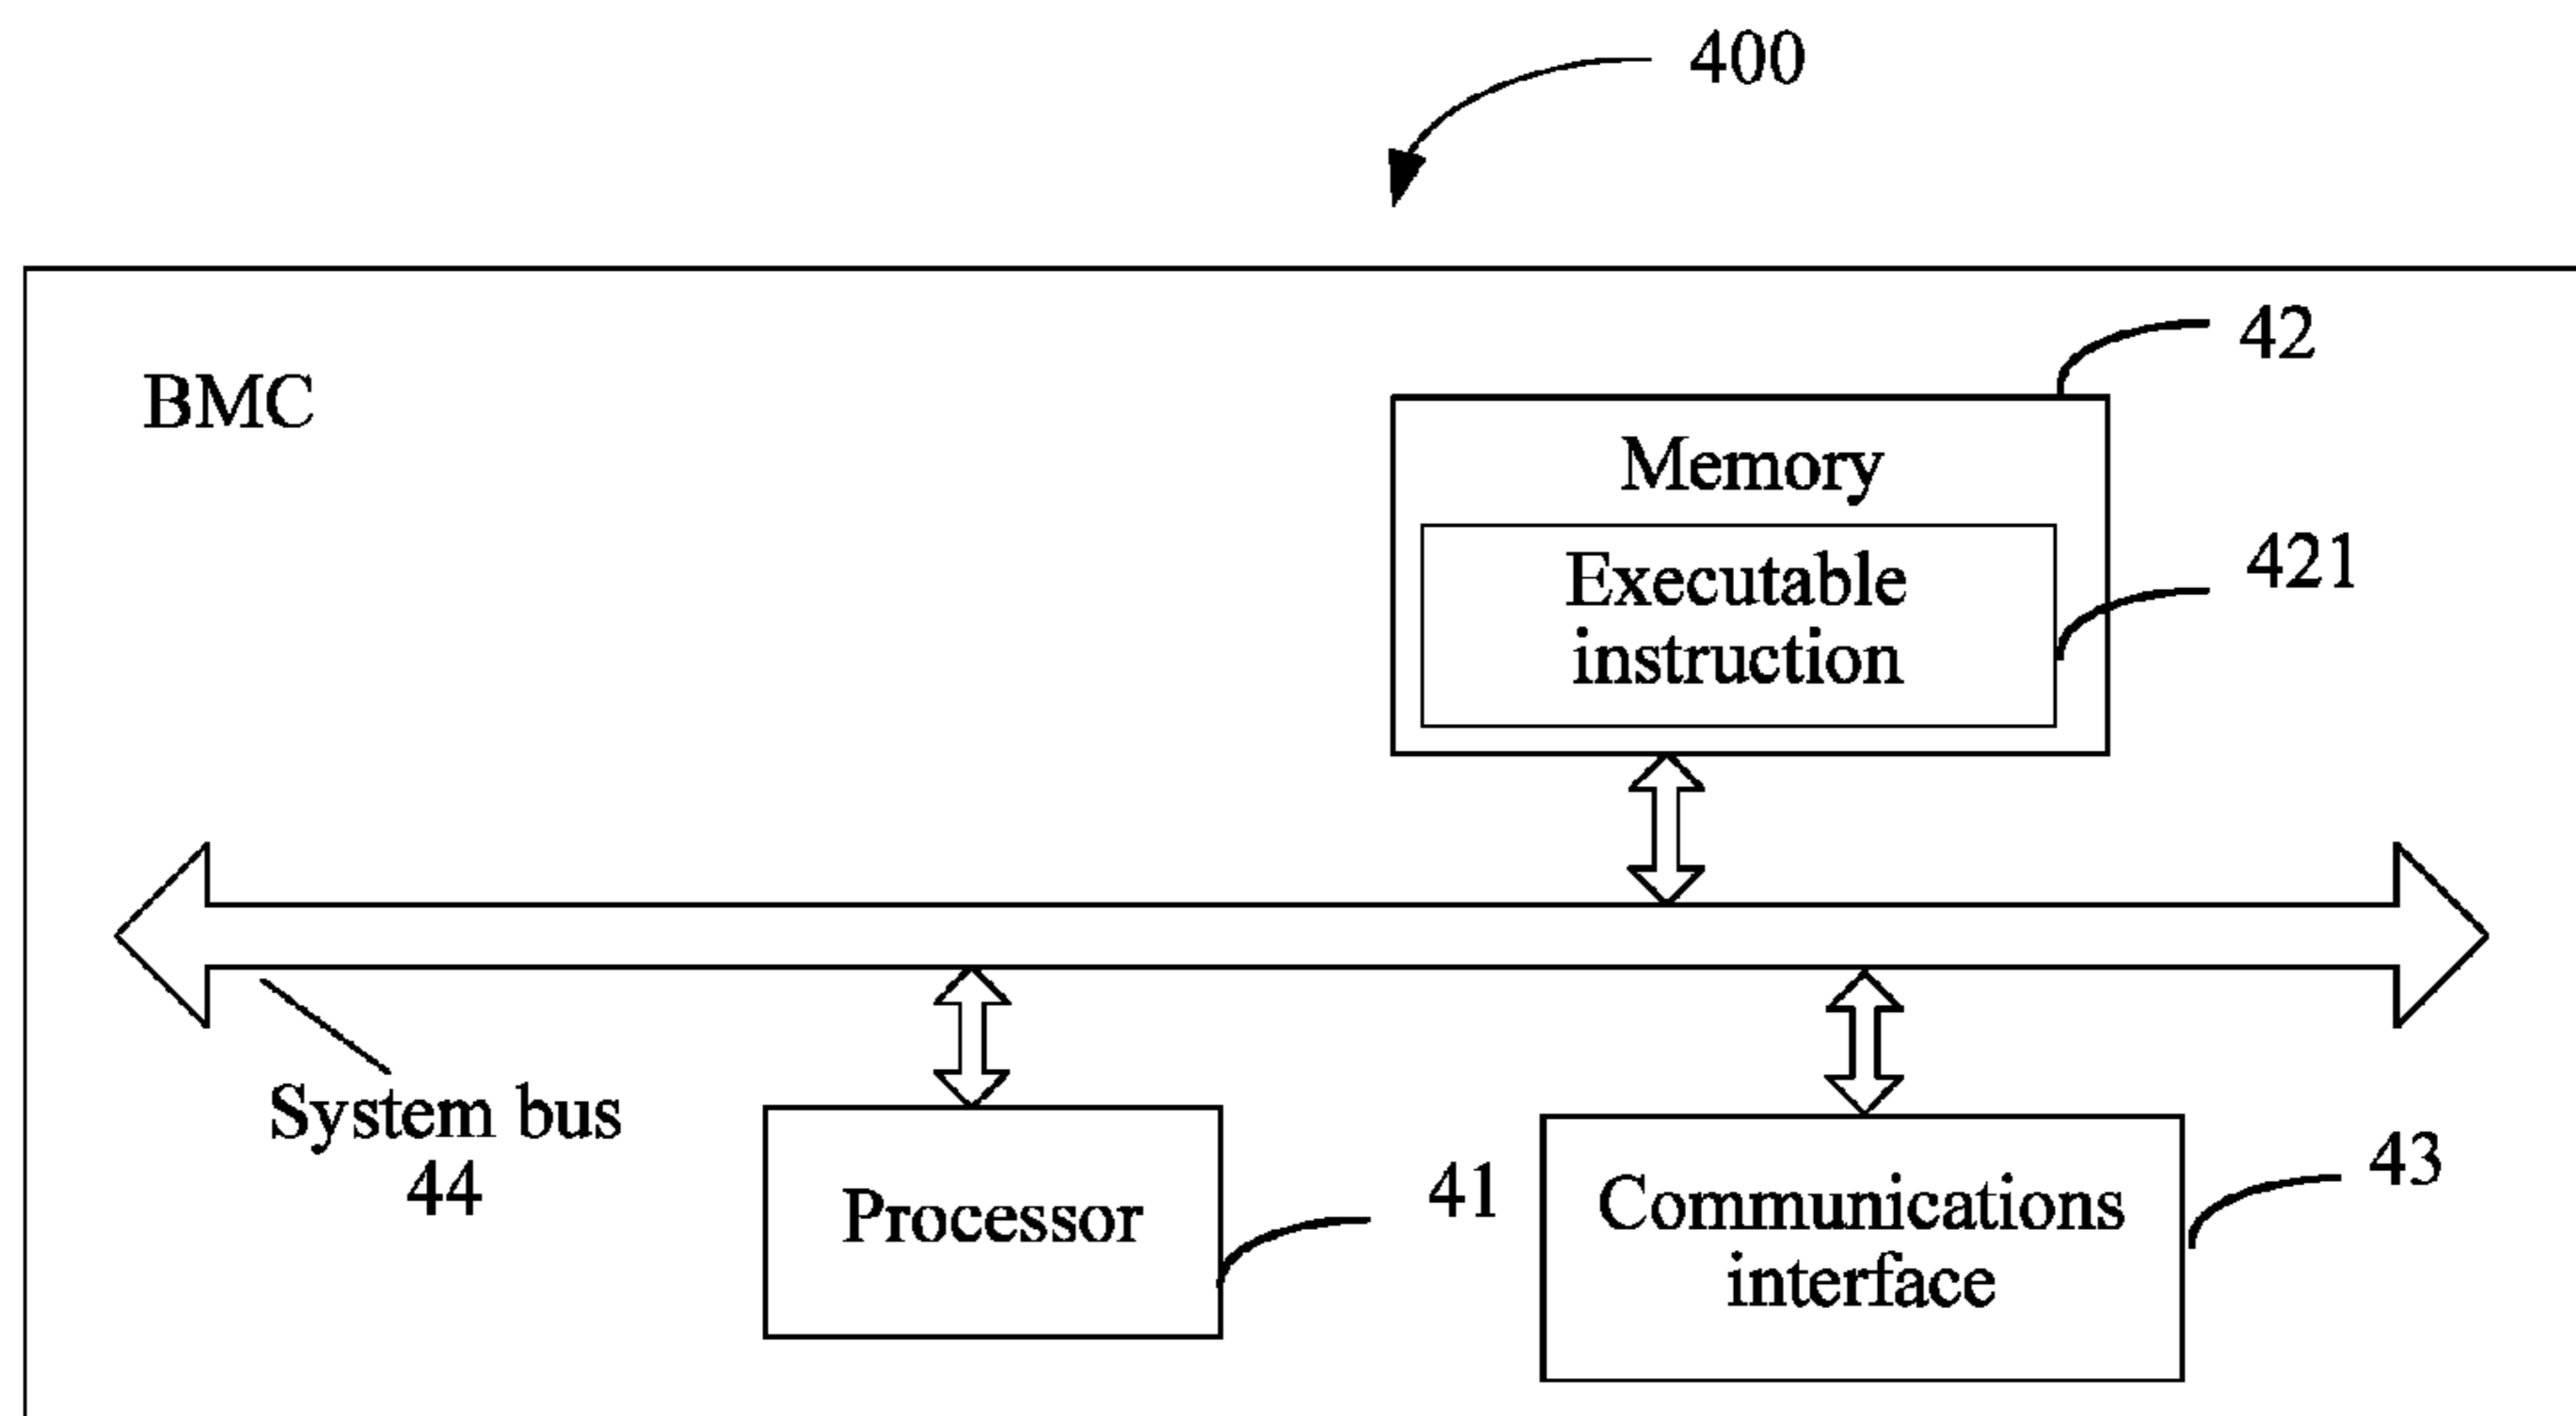 400
BMC
42
Memory
Executable
instruction
421
System bus
44
Processor
41
Communications
interface
43